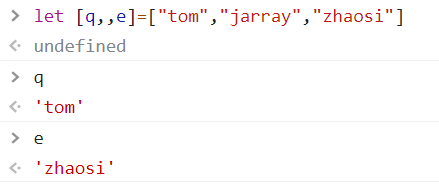 > let [q,,e]=["tom","jarray","zhaosi"]
<· undefined
> q
<· 'tom'
> e
<· 'zhaosi'